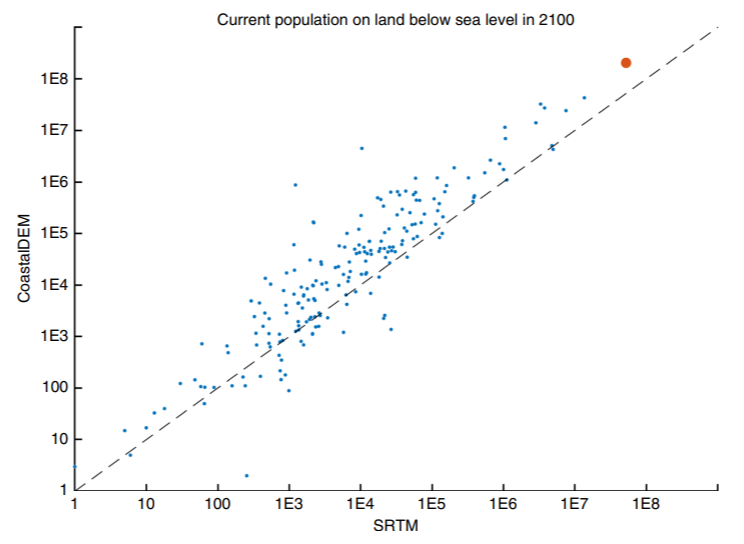 Current population on land below sea level in 2100
1E8
1E7
1E6
1E5
1E4
1E3
100
10
1
CoastalDEM
1 10 100 1E3 1E4 1E5 1E6 1E7 1E8
SRTM